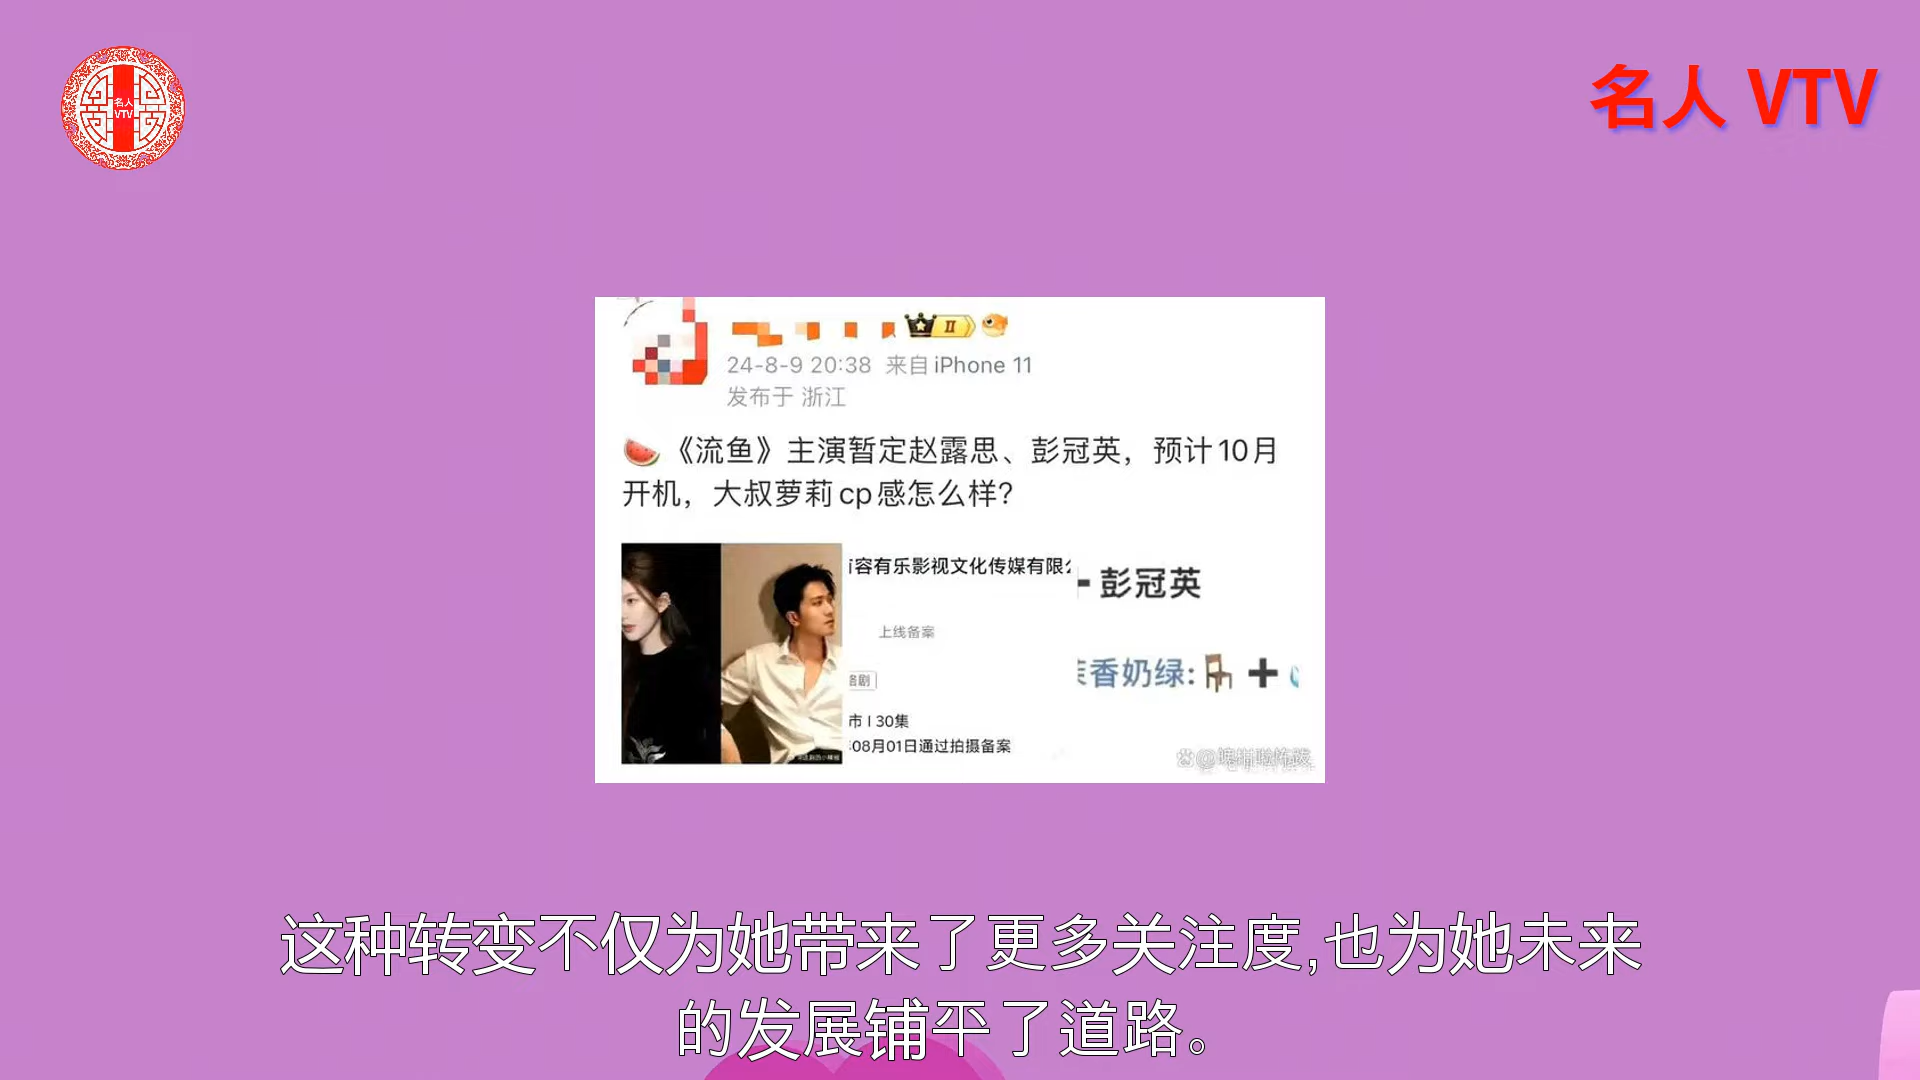 名人
VTV
名人 VTV
II
24-8-9 20:38 来自 iPhone 11
发布于 浙江
《流鱼》主演暂定赵露思、彭冠英，预计10月
开机，大叔萝莉cp感怎么样?
容有乐影视文化传媒有限
彭冠英
上线备案
香奶绿:
剧
市 I 30集
08月01日通过拍摄备案
这种转变不仅为她带来了更多关注度,也为她未来
的发展铺平了道路。